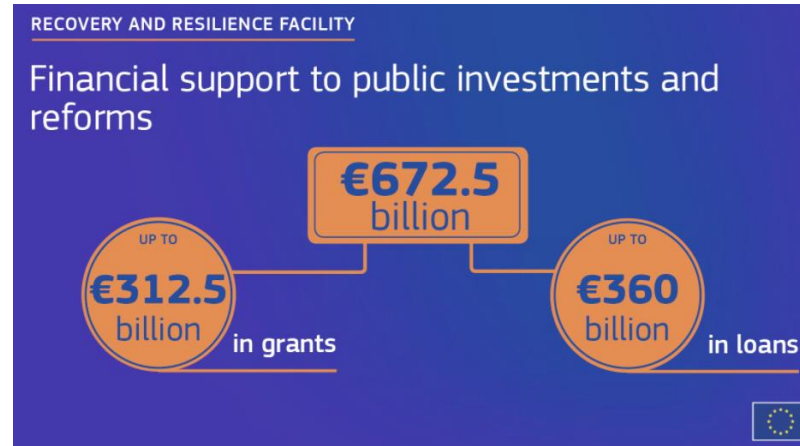 RECOVERY AND RESILIENCE FACILITY
Financial support to public investments and
reforms
€672.5
billion
UP TO
€312.5
billion
in grants
UP TO
€360
billion
in loans